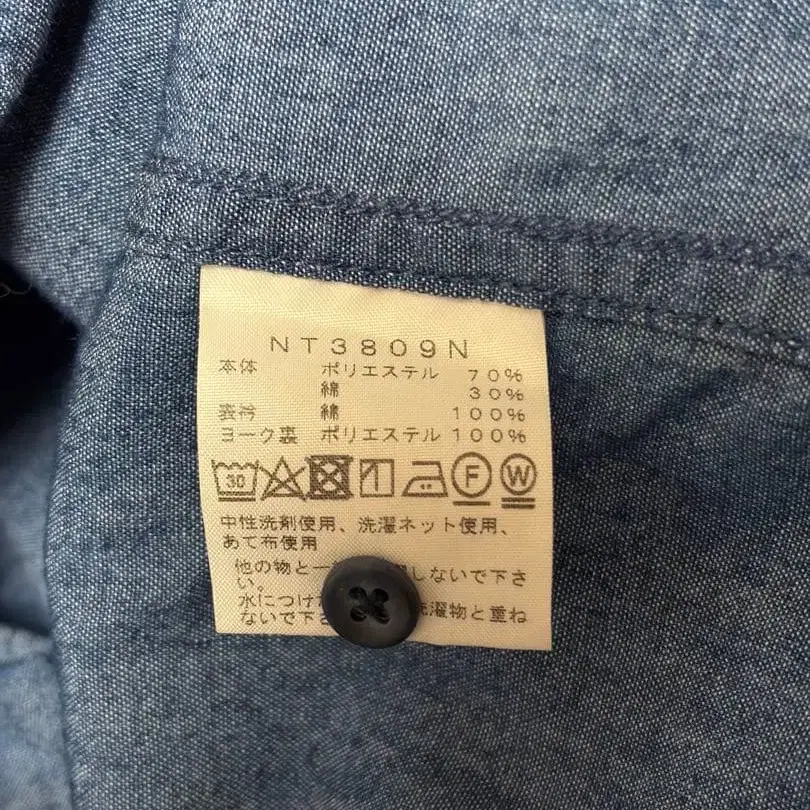 NT3809N
本体 ポリエステル 70%
綿 30%
表衿 綿 100%
ヨーク裏 ポリエステル 100%
30 F W
中性洗剤使用、洗濯ネット使用、
あて布使用
他の物と一 しないで下さ
い。
水につけ 洗濯物と重ね
ないで下